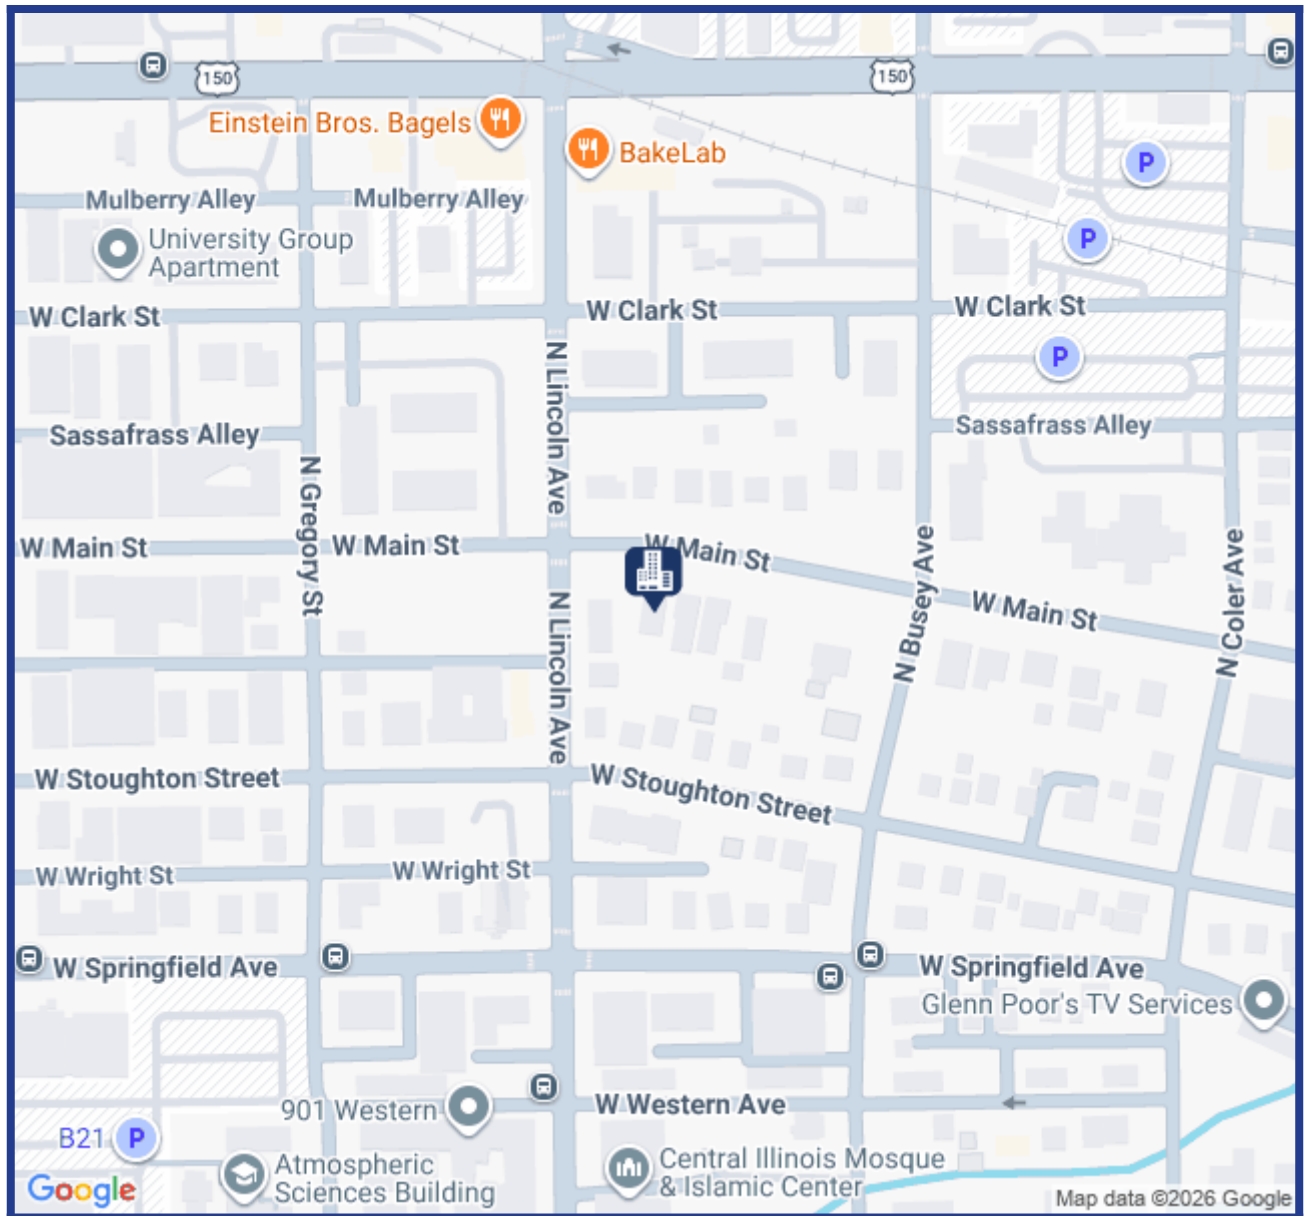 150
150
Einstein Bros. Bagels
BakeLab
P
Mulberry Alley
Mulberry Alley
University Group
Apartment
P
W Clark St
W Clark St
W Clark St
P
N Lincoln Ave
Sassafrass Alley
Sassafrass Alley
N Gregory St
W Main St
W Main St
W Main St
N Busey Ave
N Coler Ave
W Main St
N Lincoln Ave
W Stoughton Street
W Stoughton Street
W Wright St
W Wright St
W Springfield Ave
W Springfield Ave
Glenn Poor's TV Services
901 Western
W Western Ave
B21 P
Atmospheric
Sciences Building
Central Illinois Mosque
& Islamic Center
Google
Map data ©2026 Google